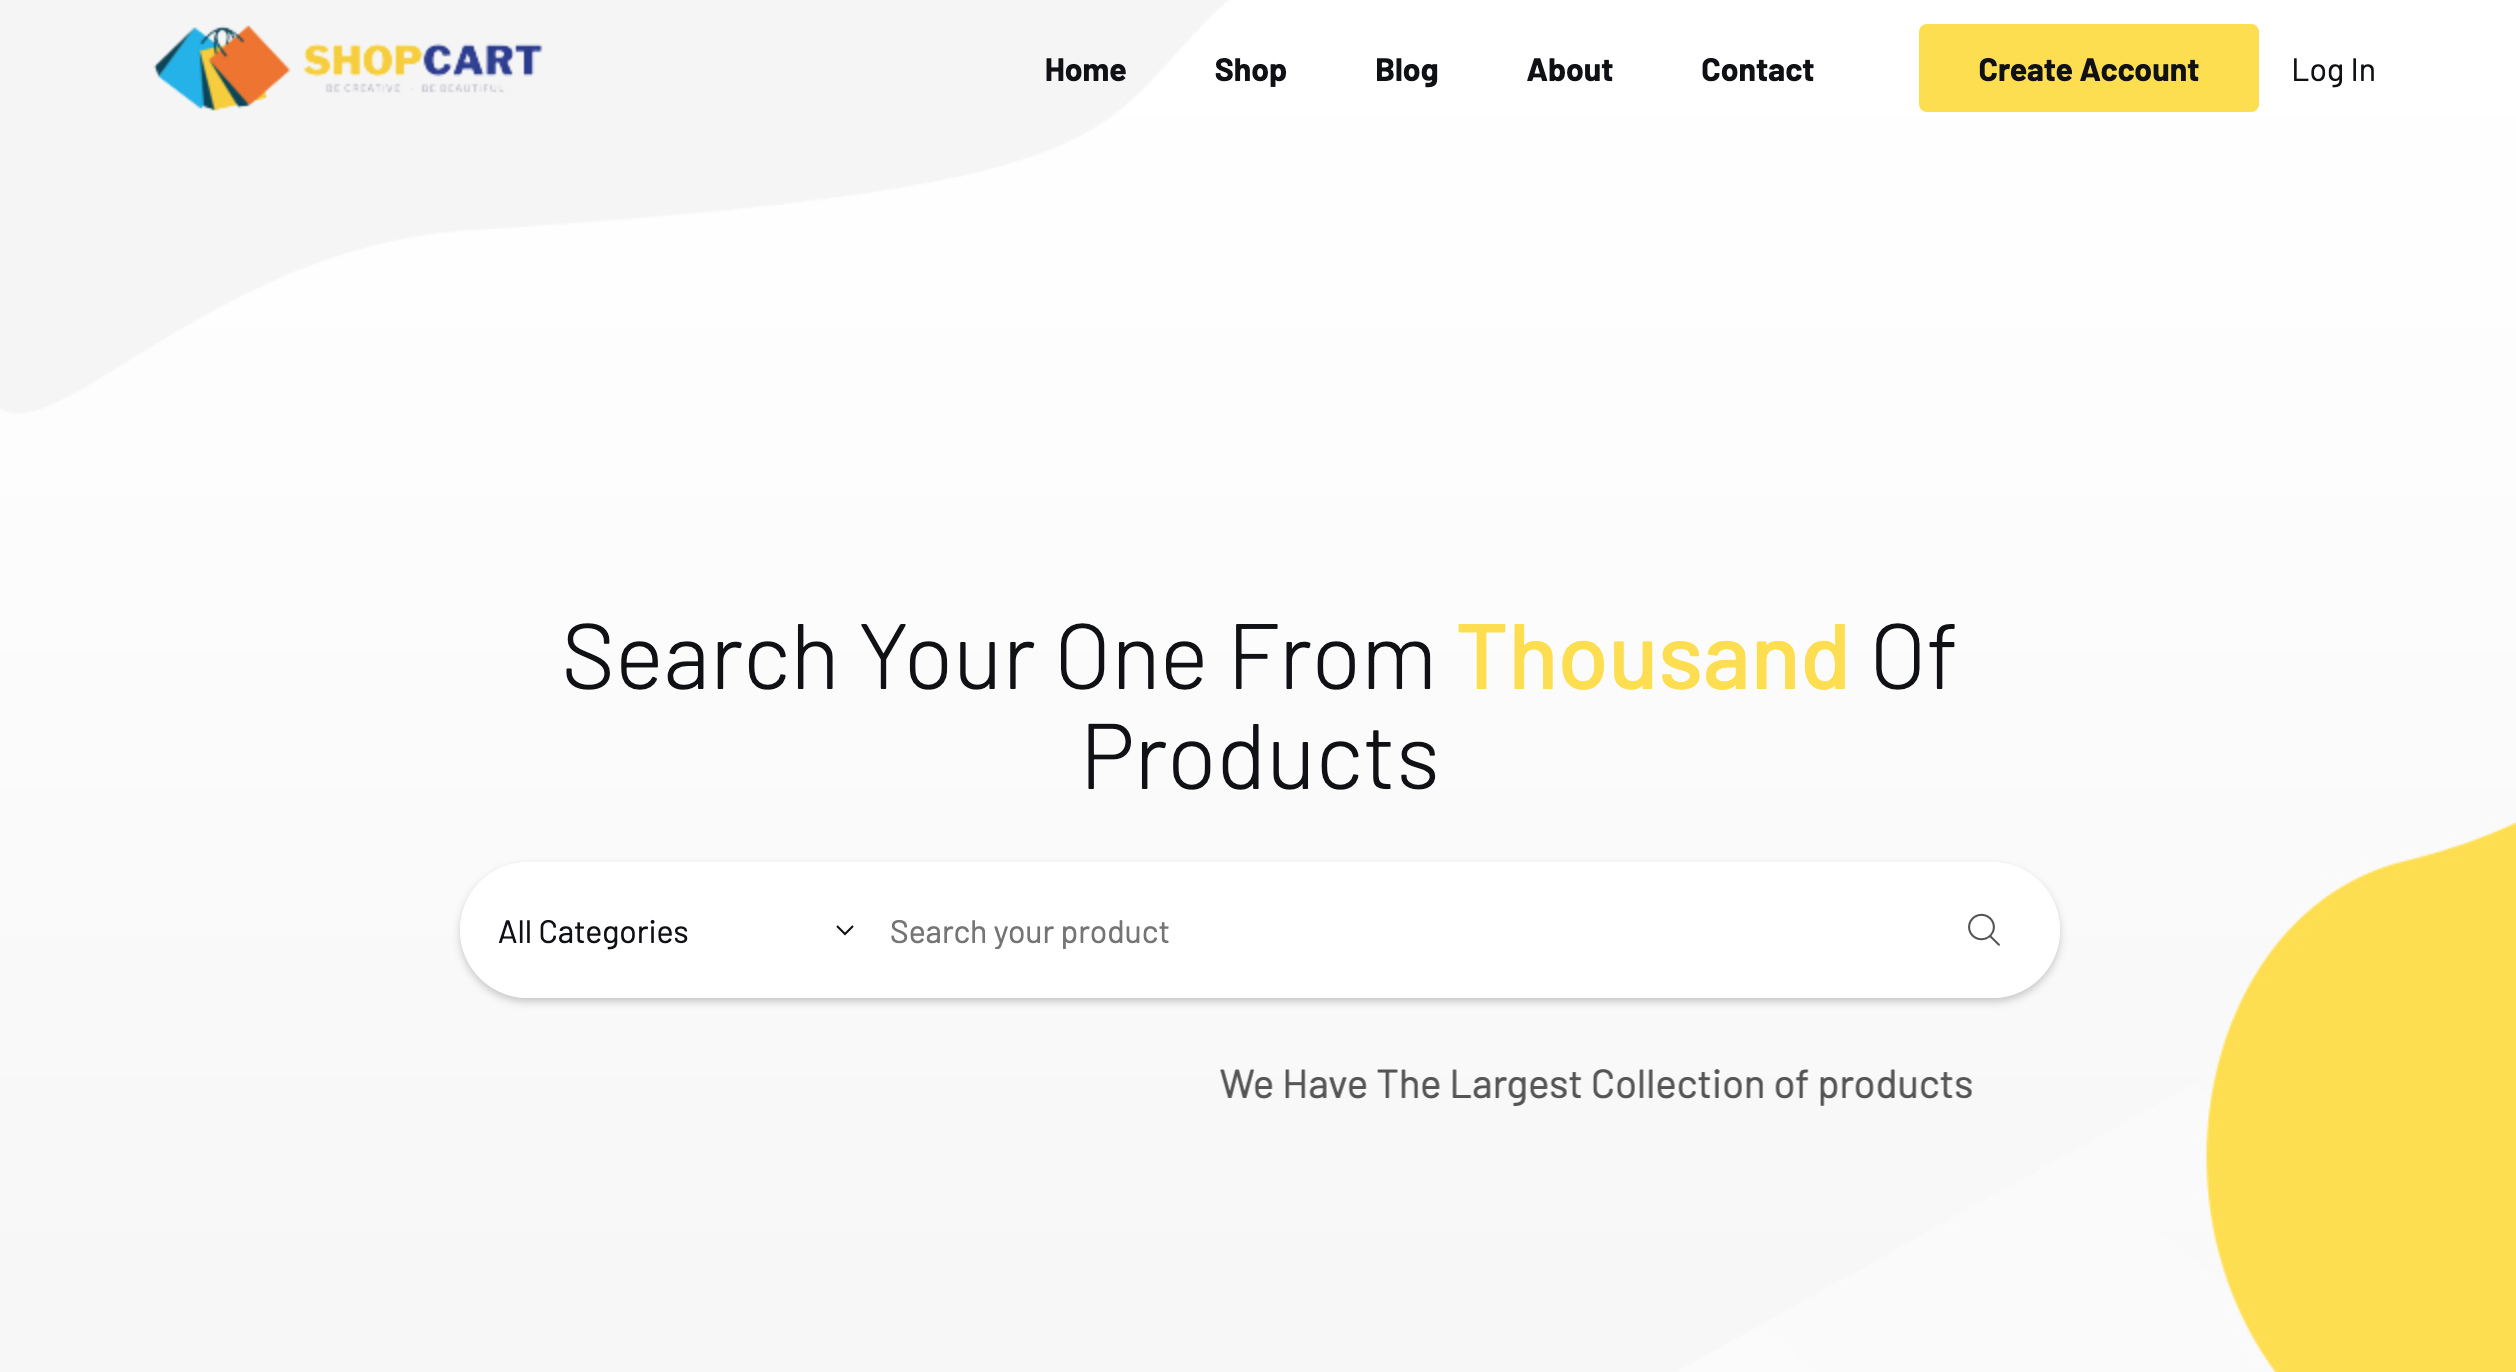 SHOPCART
BE CREATIVE - BE BEAUTIFUL
Home Shop Blog About Contact Create Account Log In
Search Your One From Thousand Of
Products
All Categories Search your product
We Have The Largest Collection of products